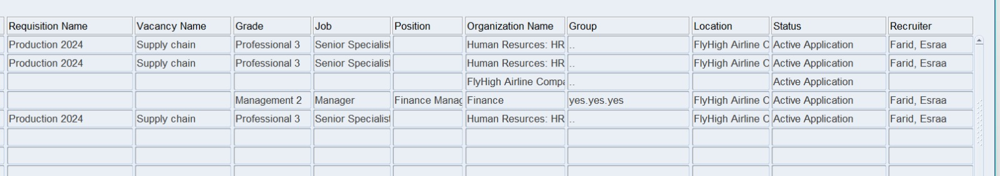 Requisition Name Vacancy Name Grade Job Position Organization Name Group Location Status Recruiter
Production 2024 Supply chain Professional 3 Senior Specialist Human Resurces: HR .. FlyHigh Airline C Active Application Farid, Esraa
Production 2024 Supply chain Professional 3 Senior Specialist Human Resurces: HR .. FlyHigh Airline C Active Application Farid, Esraa
FlyHigh Airline Compa .. Active Application
Management 2 Manager Finance Manag Finance yes.yes.yes FlyHigh Airline C Active Application Farid, Esraa
Production 2024 Supply chain Professional 3 Senior Specialist Human Resurces: HR .. FlyHigh Airline C Active Application Farid, Esraa